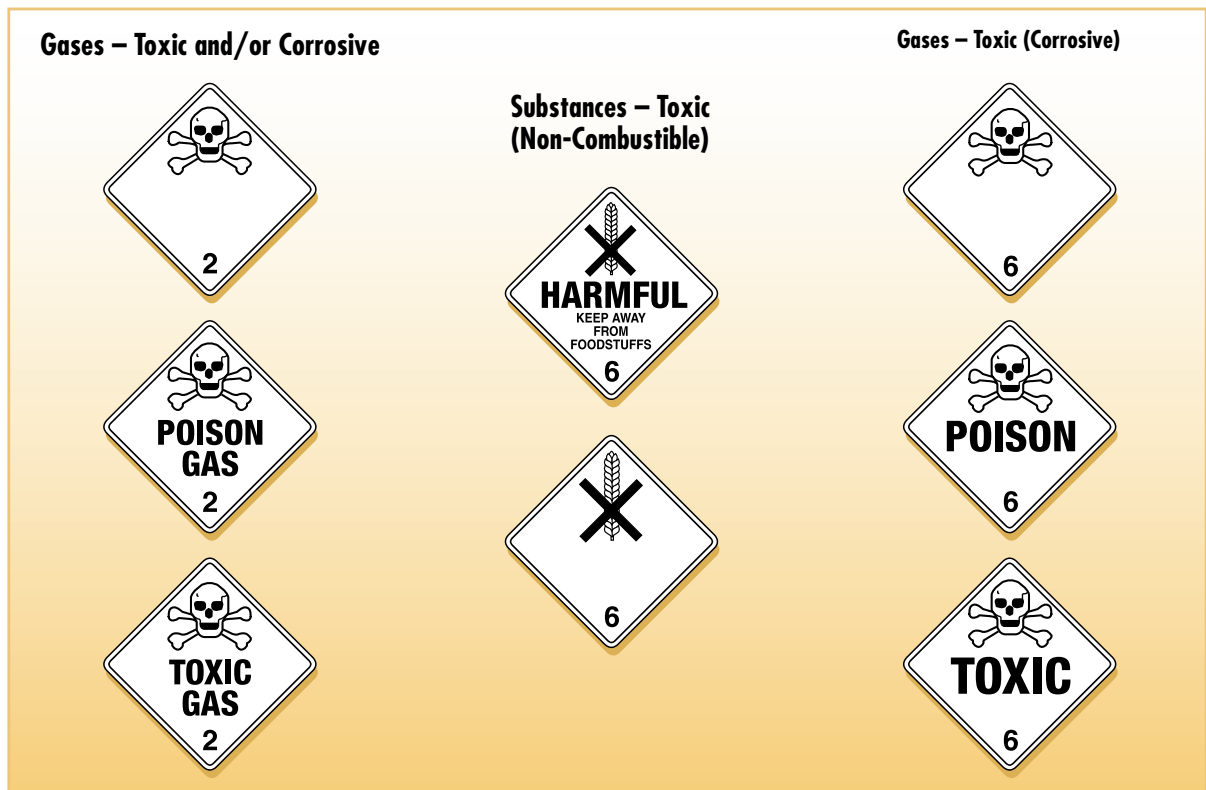 Gases – Toxic and/or Corrosive
2
POISON
GAS
2
TOXIC
GAS
2
Substances – Toxic
(Non-Combustible)
HARMFUL
KEEP AWAY
FROM
FOODSTUFFS
6
6
Gases – Toxic (Corrosive)
6
POISON
6
TOXIC
6